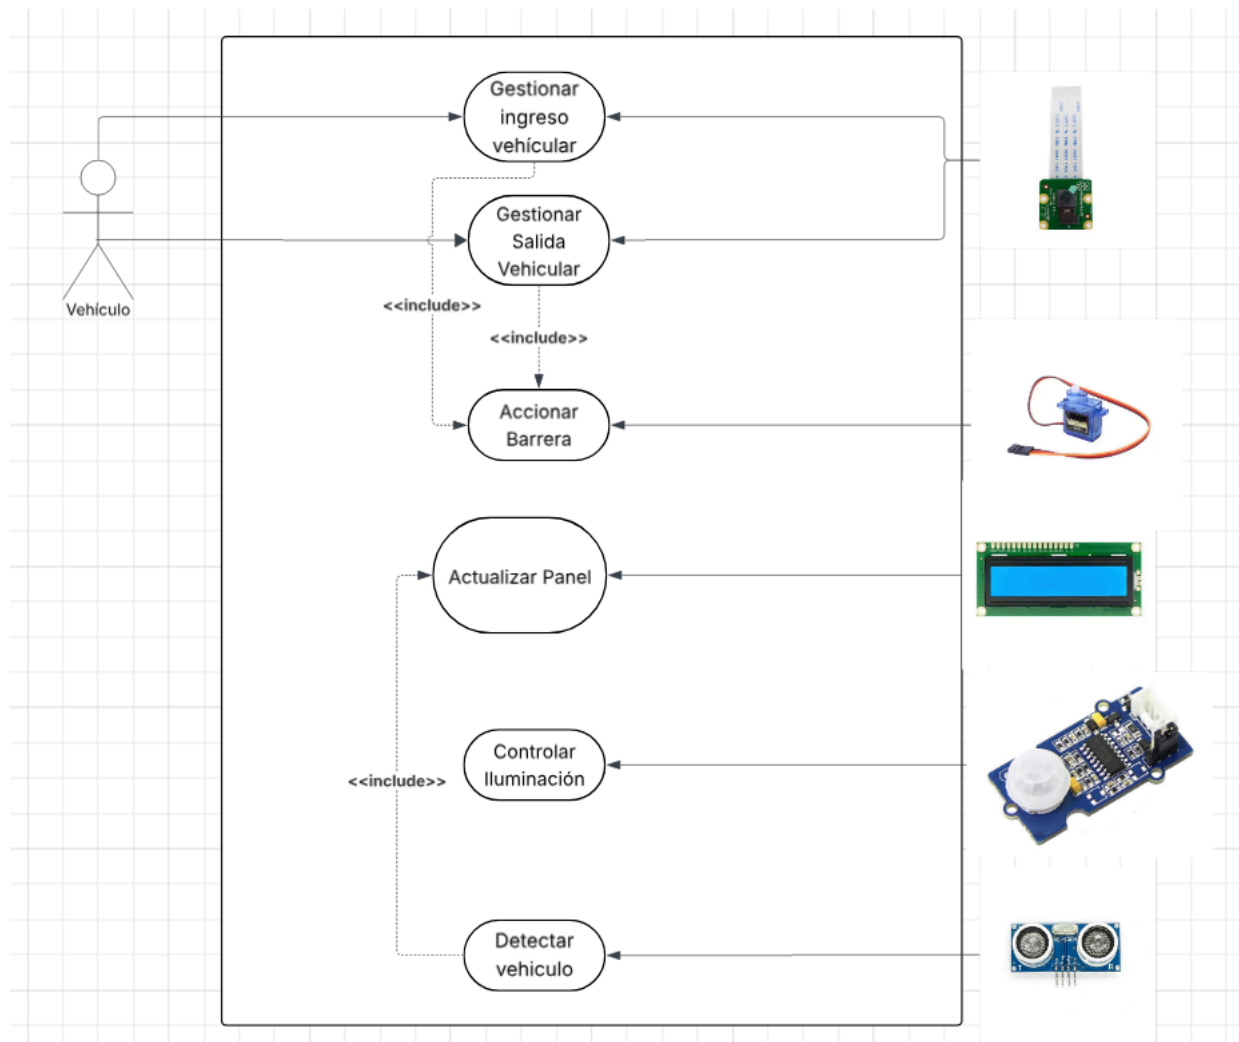 Gestionar
ingreso
vehícular
Gestionar
Salida
Vehicular
Vehículo
<<include>>
<<include>>
Accionar
Barrera
Actualizar Panel
Controlar
Iluminación
<<include>>
Detectar
vehiculo